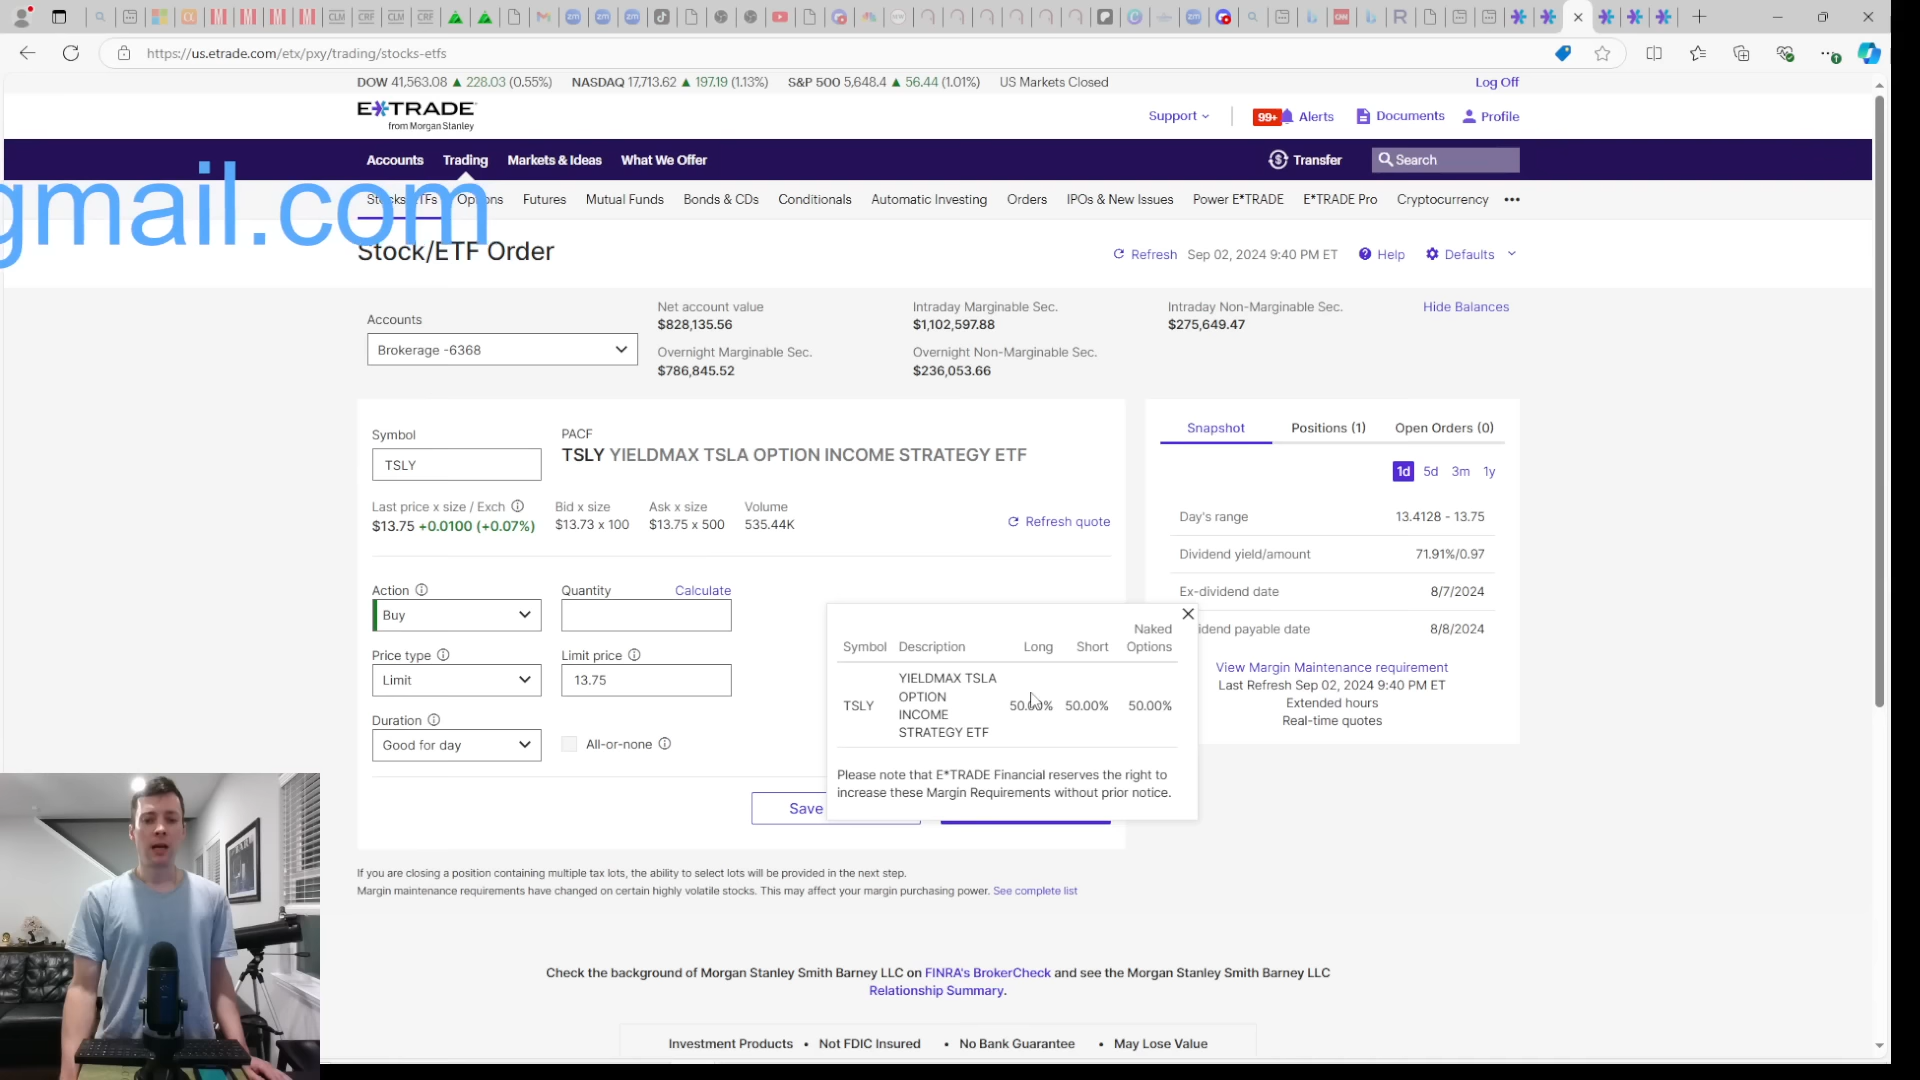 https://us.etrade.com/etx/pxy/trading/stocks-etfs
DOW 41,563.08 ▲ 228.03 (0.55%) NASDAQ 17,713.62 ▲ 197.19 (1.13%) S&P 500 5,648.4 ▲ 56.44 (1.01%) US Markets Closed Log Off
E*TRADE
from Morgan Stanley
Support 99+ Alerts Documents Profile
Accounts Trading Markets & Ideas What We Offer Transfer Search
gmail.com
Stocks/ETFs Options Futures Mutual Funds Bonds & CDs Conditionals Automatic Investing Orders IPOs & New Issues Power E*TRADE E*TRADE Pro Cryptocurrency •••
Stock/ETF Order
Refresh Sep 02, 2024 9:40 PM ET Help Defaults
Accounts
Brokerage -6368
Net account value
$828,135.56
Intraday Marginable Sec.
$1,102,597.88
Intraday Non-Marginable Sec.
$275,649.47
Hide Balances
Overnight Marginable Sec.
$786,845.52
Overnight Non-Marginable Sec.
$236,053.66
Symbol
TSLY
PACF
TSLY YIELDMAX TSLA OPTION INCOME STRATEGY ETF
Last price x size / Exch
$13.75 +0.0100 (+0.07%)
Bid x size
$13.73 x 100
Ask x size
$13.75 x 500
Volume
535.44K
Refresh quote
Action
Buy
Quantity Calculate
Price type
Limit
Limit price
13.75
Duration
Good for day
All-or-none
Save
Snapshot Positions (1) Open Orders (0)
1d 5d 3m 1y
Day's range 13.4128 - 13.75
Dividend yield/amount 71.91%/0.97
Ex-dividend date 8/7/2024
idend payable date 8/8/2024
View Margin Maintenance requirement
Last Refresh Sep 02, 2024 9:40 PM ET
Extended hours
Real-time quotes
Symbol Description Long Short Naked Options
TSLY YIELDMAX TSLA OPTION INCOME STRATEGY ETF 50.00% 50.00% 50.00%
Please note that E*TRADE Financial reserves the right to
increase these Margin Requirements without prior notice.
If you are closing a position containing multiple tax lots, the ability to select lots will be provided in the next step.
Margin maintenance requirements have changed on certain highly volatile stocks. This may affect your margin purchasing power. See complete list
Check the background of Morgan Stanley Smith Barney LLC on FINRA's BrokerCheck and see the Morgan Stanley Smith Barney LLC
Relationship Summary.
Investment Products • Not FDIC Insured • No Bank Guarantee • May Lose Value